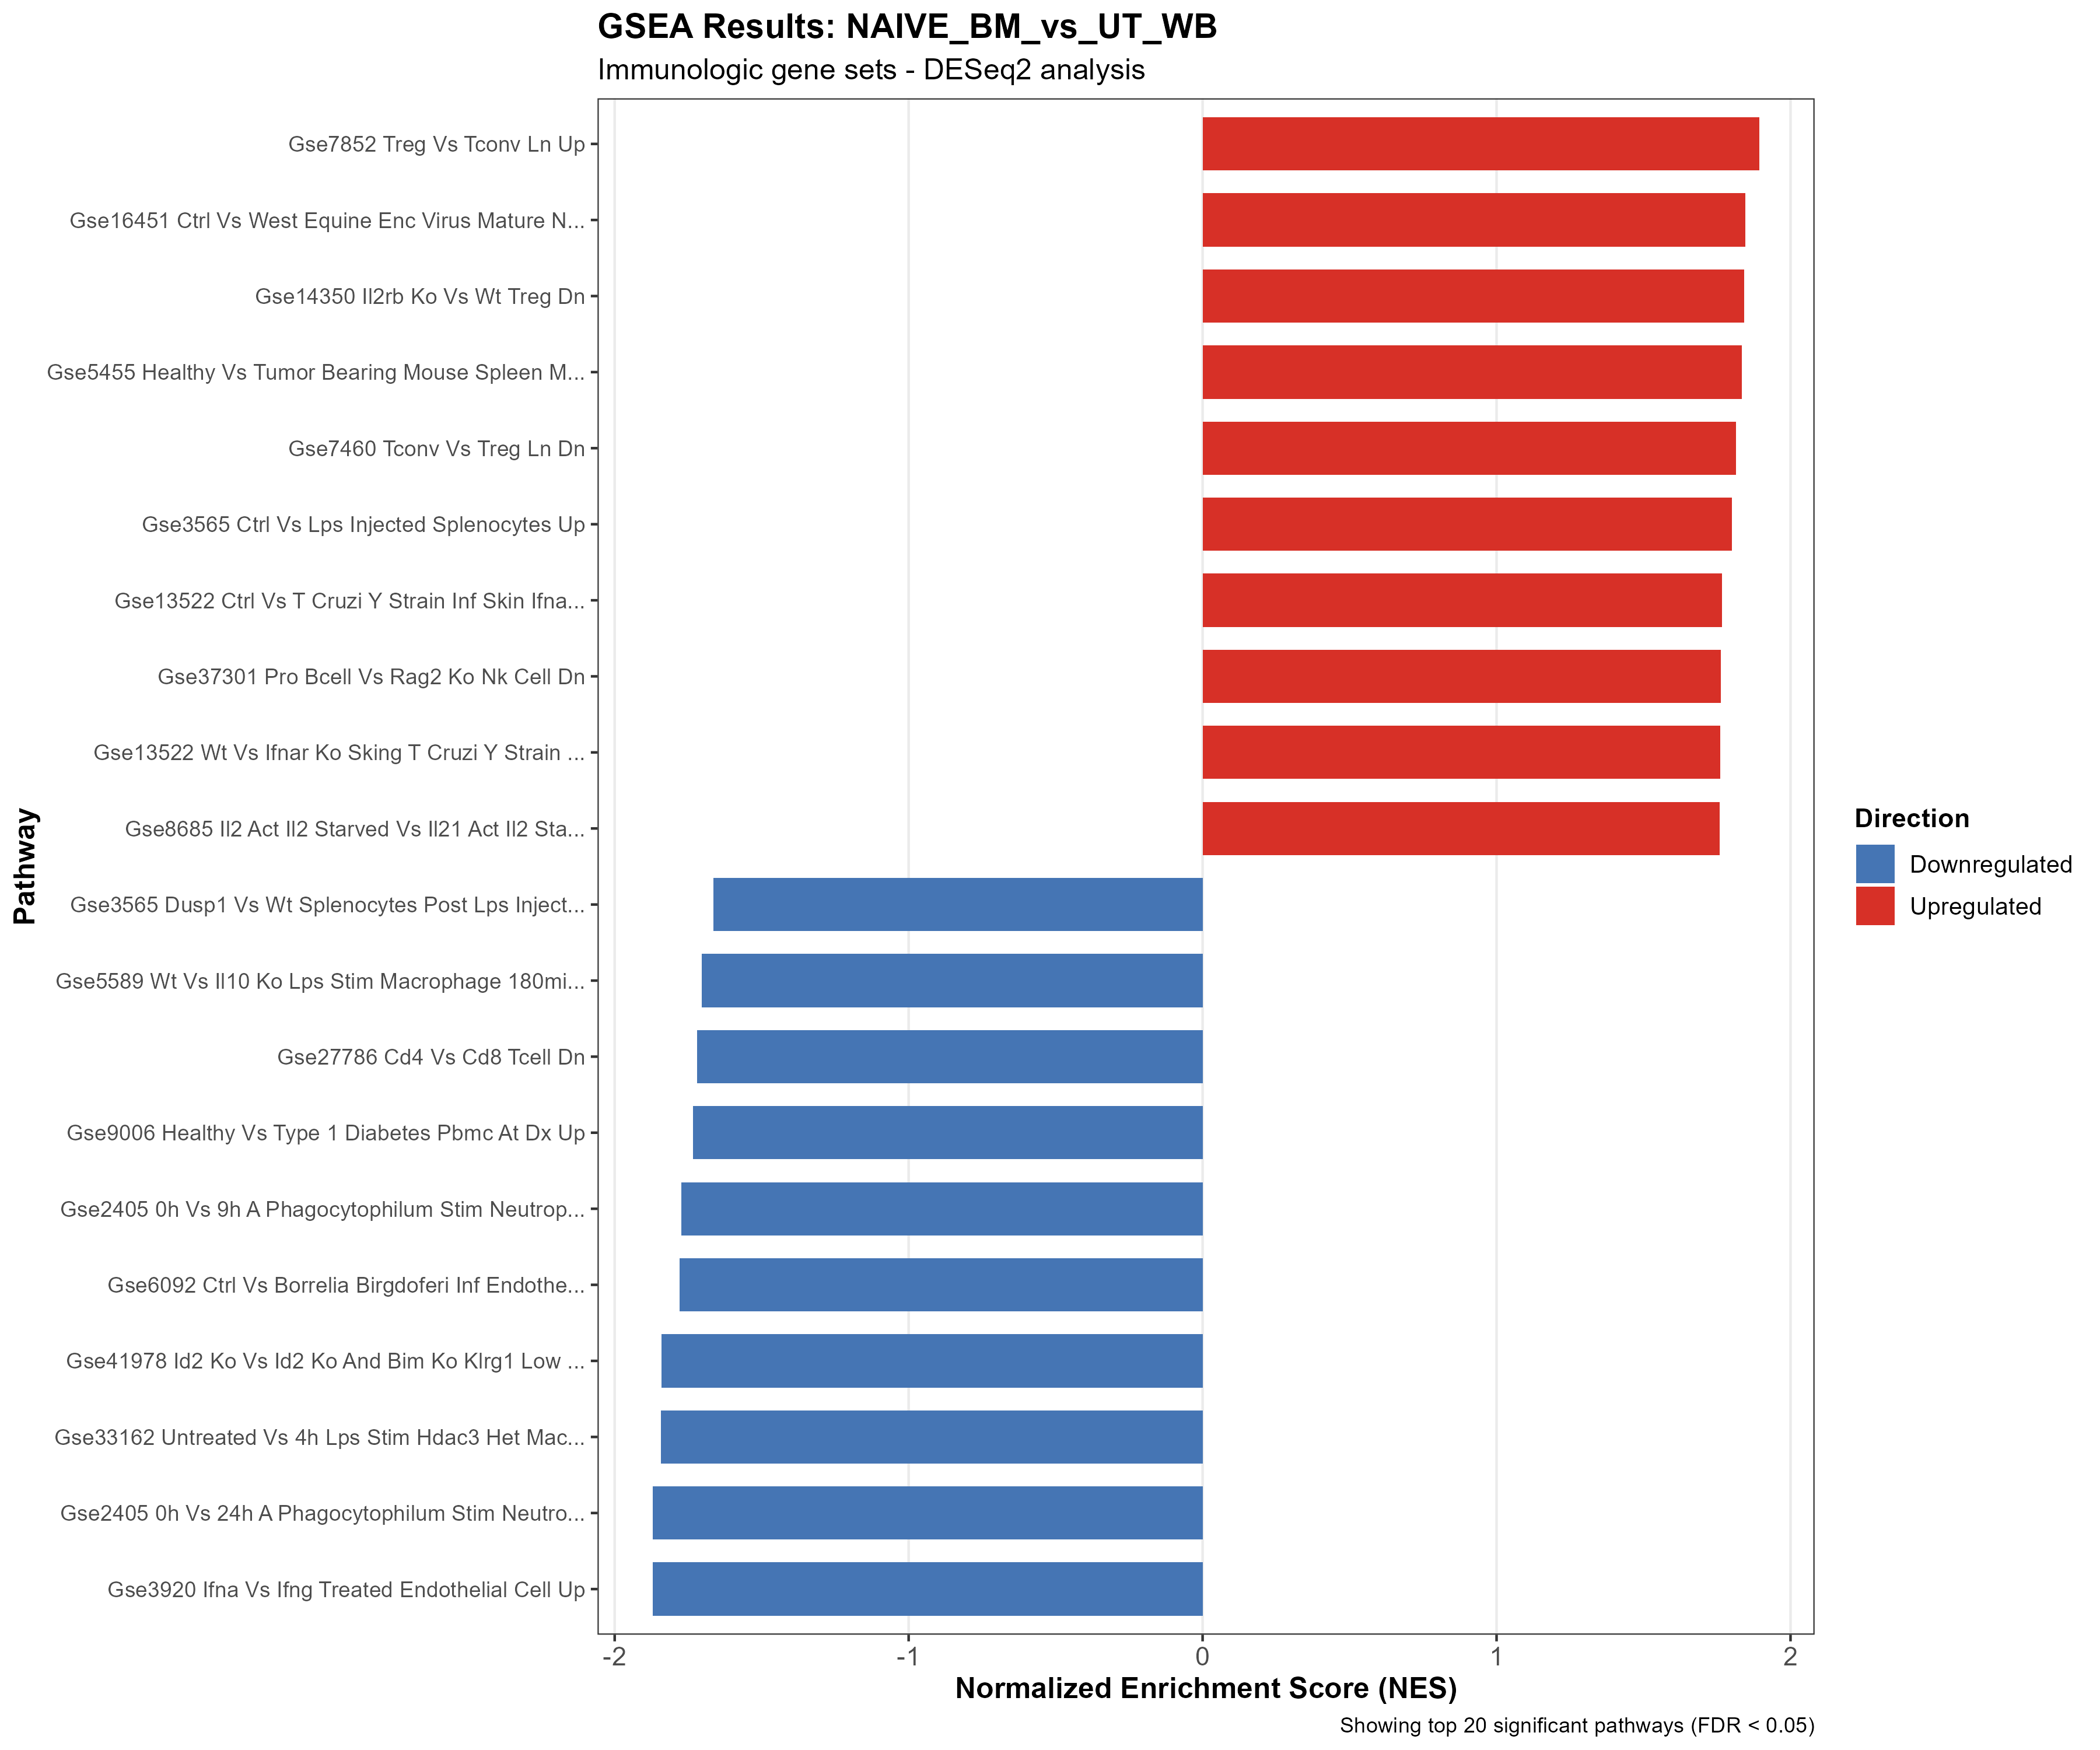 GSEA Results: NAIVE_BM_vs_UT_WB
Immunologic gene sets - DESeq2 analysis
Pathway
Gse7852 Treg Vs Tconv Ln Up
Gse16451 Ctrl Vs West Equine Enc Virus Mature N...
Gse14350 Il2rb Ko Vs Wt Treg Dn
Gse5455 Healthy Vs Tumor Bearing Mouse Spleen M...
Gse7460 Tconv Vs Treg Ln Dn
Gse3565 Ctrl Vs Lps Injected Splenocytes Up
Gse13522 Ctrl Vs T Cruzi Y Strain Inf Skin Ifna...
Gse37301 Pro Bcell Vs Rag2 Ko Nk Cell Dn
Gse13522 Wt Vs Ifnar Ko Sking T Cruzi Y Strain ...
Gse8685 Il2 Act Il2 Starved Vs Il21 Act Il2 Sta...
Gse3565 Dusp1 Vs Wt Splenocytes Post Lps Inject...
Gse5589 Wt Vs Il10 Ko Lps Stim Macrophage 180mi...
Gse27786 Cd4 Vs Cd8 Tcell Dn
Gse9006 Healthy Vs Type 1 Diabetes Pbmc At Dx Up
Gse2405 0h Vs 9h A Phagocytophilum Stim Neutrop...
Gse6092 Ctrl Vs Borrelia Birgdoferi Inf Endothe...
Gse41978 Id2 Ko Vs Id2 Ko And Bim Ko Klrg1 Low ...
Gse33162 Untreated Vs 4h Lps Stim Hdac3 Het Mac...
Gse2405 0h Vs 24h A Phagocytophilum Stim Neutro...
Gse3920 Ifna Vs Ifng Treated Endothelial Cell Up
-2 -1 0 1 2
Normalized Enrichment Score (NES)
Showing top 20 significant pathways (FDR < 0.05)
Direction
Downregulated
Upregulated